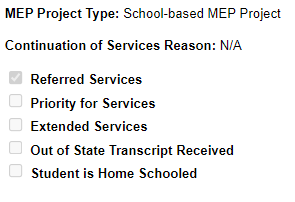 MEP Project Type: School-based MEP Project
Continuation of Services Reason: N/A
Referred Services
Priority for Services
Extended Services
Out of State Transcript Received
Student is Home Schooled